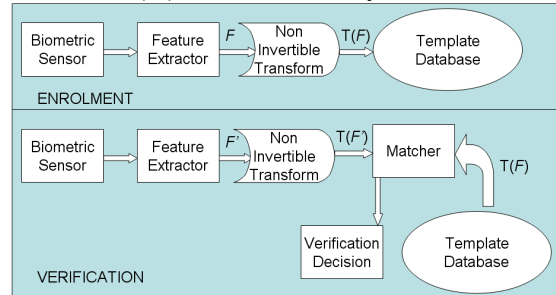 Biometric
Sensor
Feature
Extractor
F
Non
Invertible
Transform
T(F)
Template
Database
ENROLMENT
Biometric
Sensor
Feature
Extractor
F'
Non
Invertible
Transform
T(F')
Matcher
T(F)
Verification
Decision
Template
Database
VERIFICATION